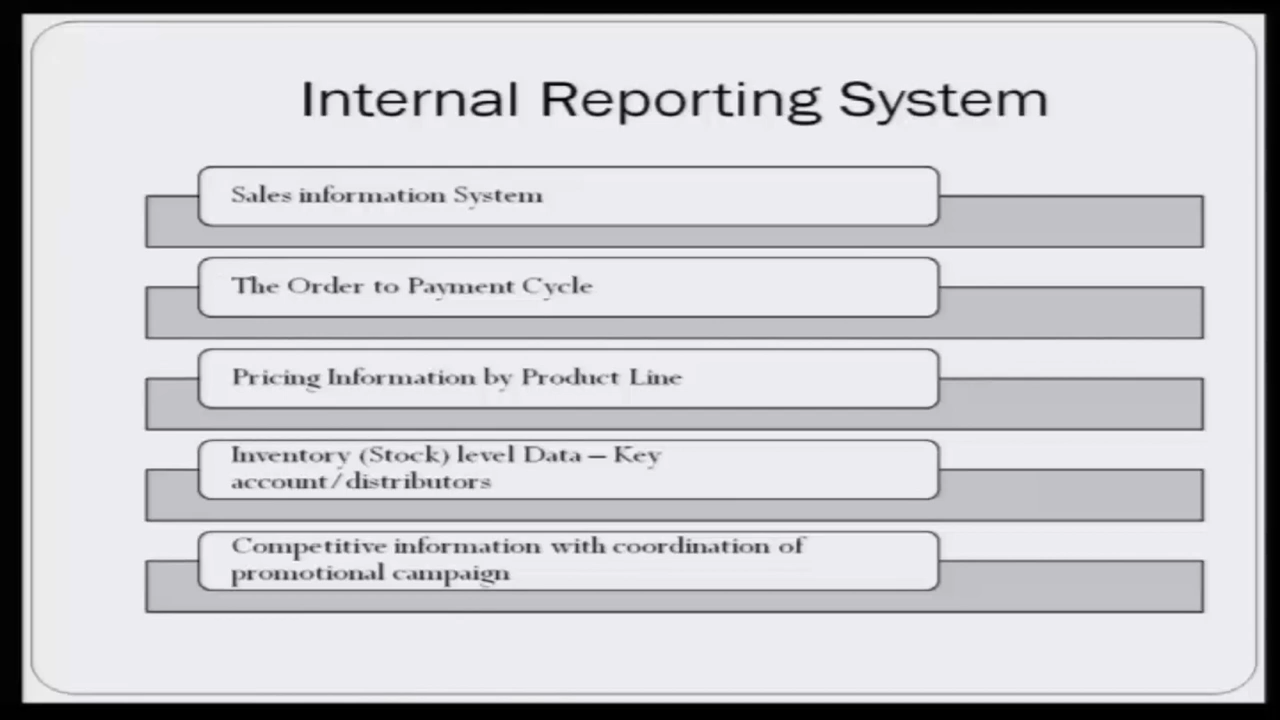 Internal Reporting System
Sales information System
The Order to Payment Cycle
Pricing Information by Product Line
Inventory (Stock) level Data – Key
account/distributors
Competitive information with coordination of
promotional campaign